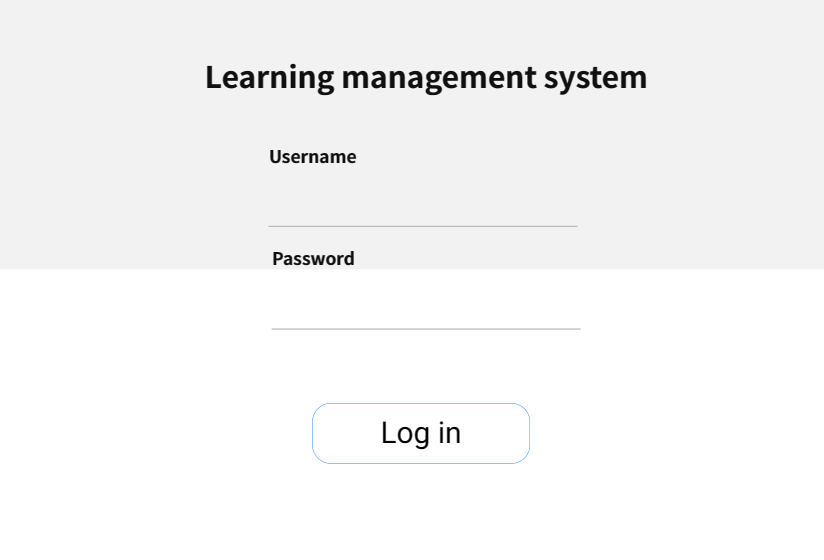 Learning management system
Username
Password
Log in